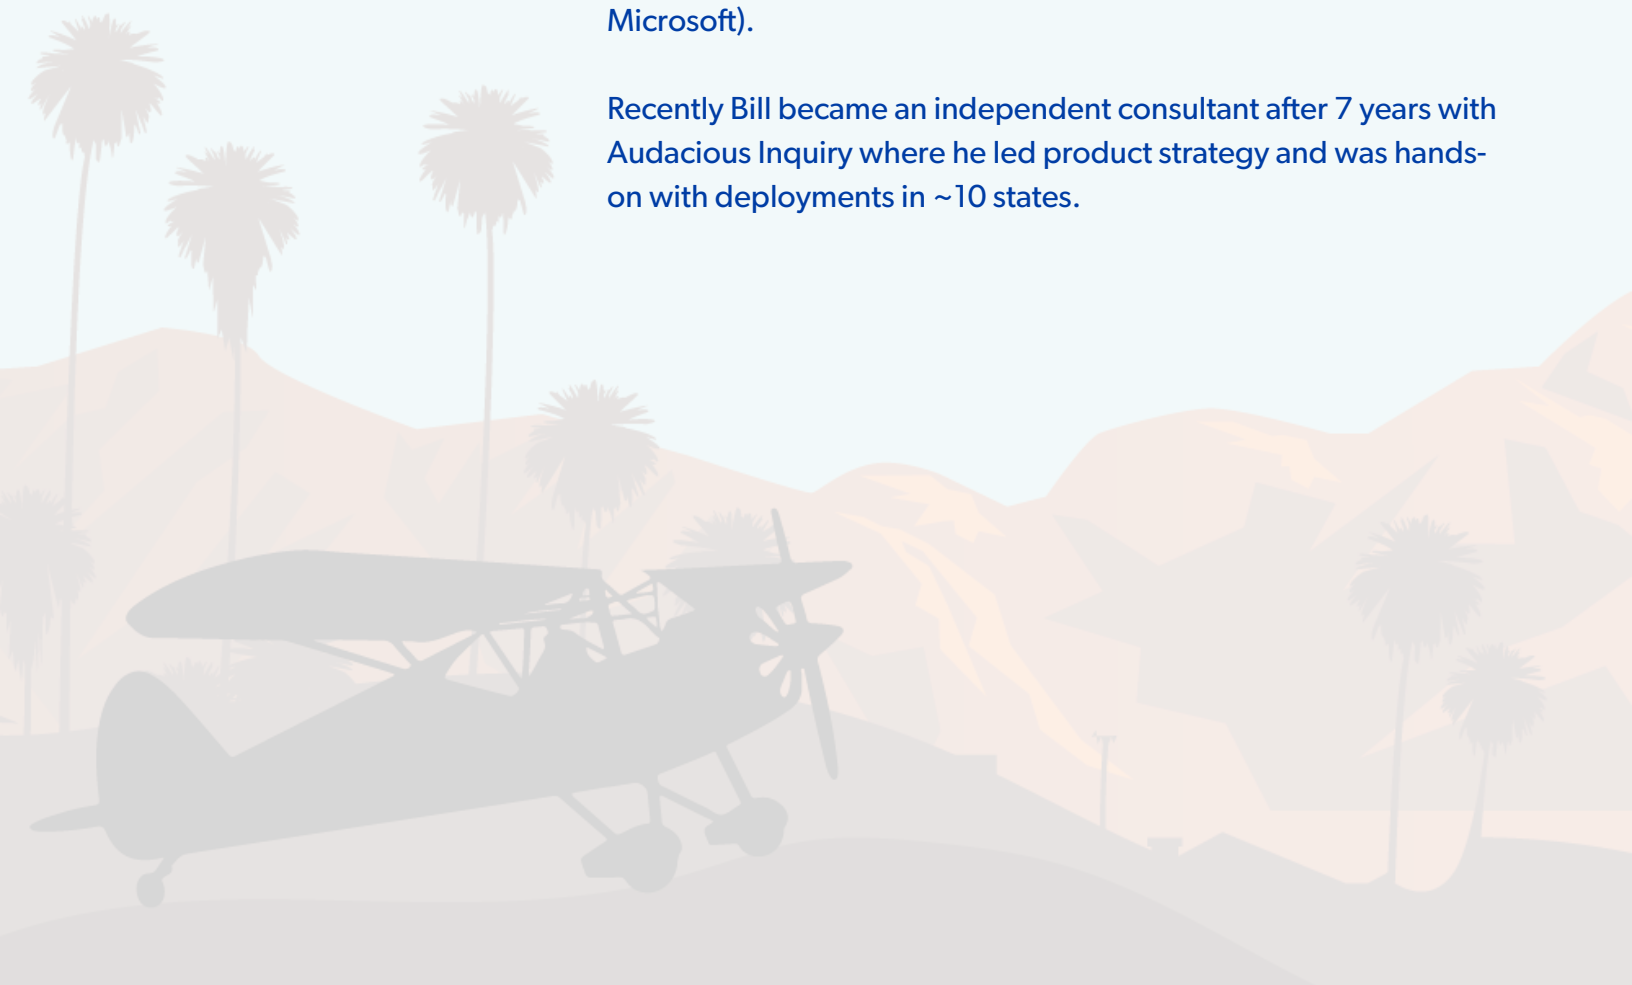 Microsoft).
Recently Bill became an independent consultant after 7 years with
Audacious Inquiry where he led product strategy and was hands-
on with deployments in ~10 states.